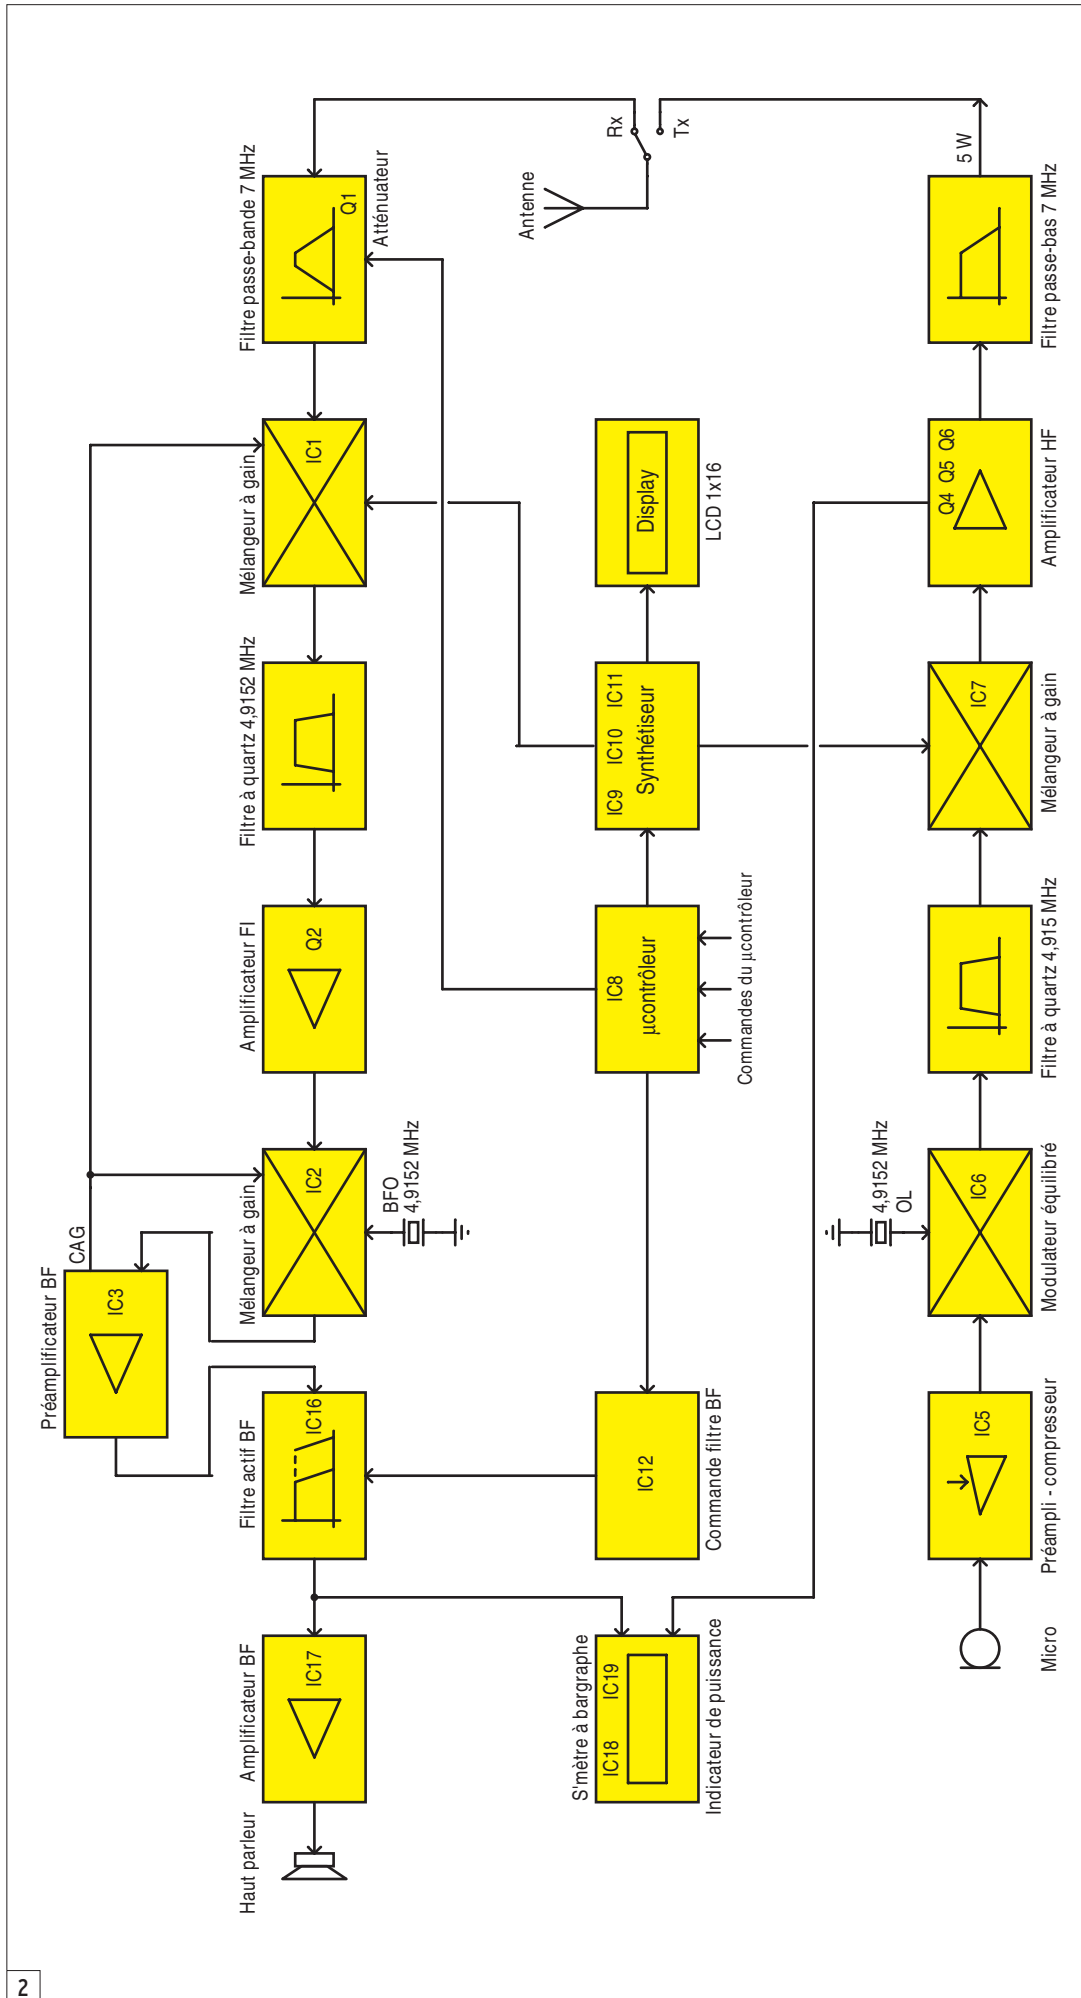 Préamplificateur BF
IC3
CAG
Haut parleur
Amplificateur BF
IC17
Filtre actif BF
IC16
Mélangeur à gain
IC2
BFO
4,9152 MHz
Amplificateur FI
Q2
Filtre à quartz 4,9152 MHz
Mélangeur à gain
IC1
Filtre passe-bande 7 MHz
Q1
Atténuateur
S'mètre à bargraphe
IC18 IC19
Indicateur de puissance
IC12
Commande filtre BF
IC8
µcontrôleur
Commandes du µcontrôleur
IC9 IC10 IC11
Synthétiseur
Display
LCD 1x16
Antenne
Rx
Tx
Micro
IC5
Préampli - compresseur
4,9152 MHz
OL
IC6
Modulateur équilibré
Filtre à quartz 4,915 MHz
IC7
Mélangeur à gain
Q4 Q5 Q6
Amplificateur HF
5 W
Filtre passe-bas 7 MHz
2